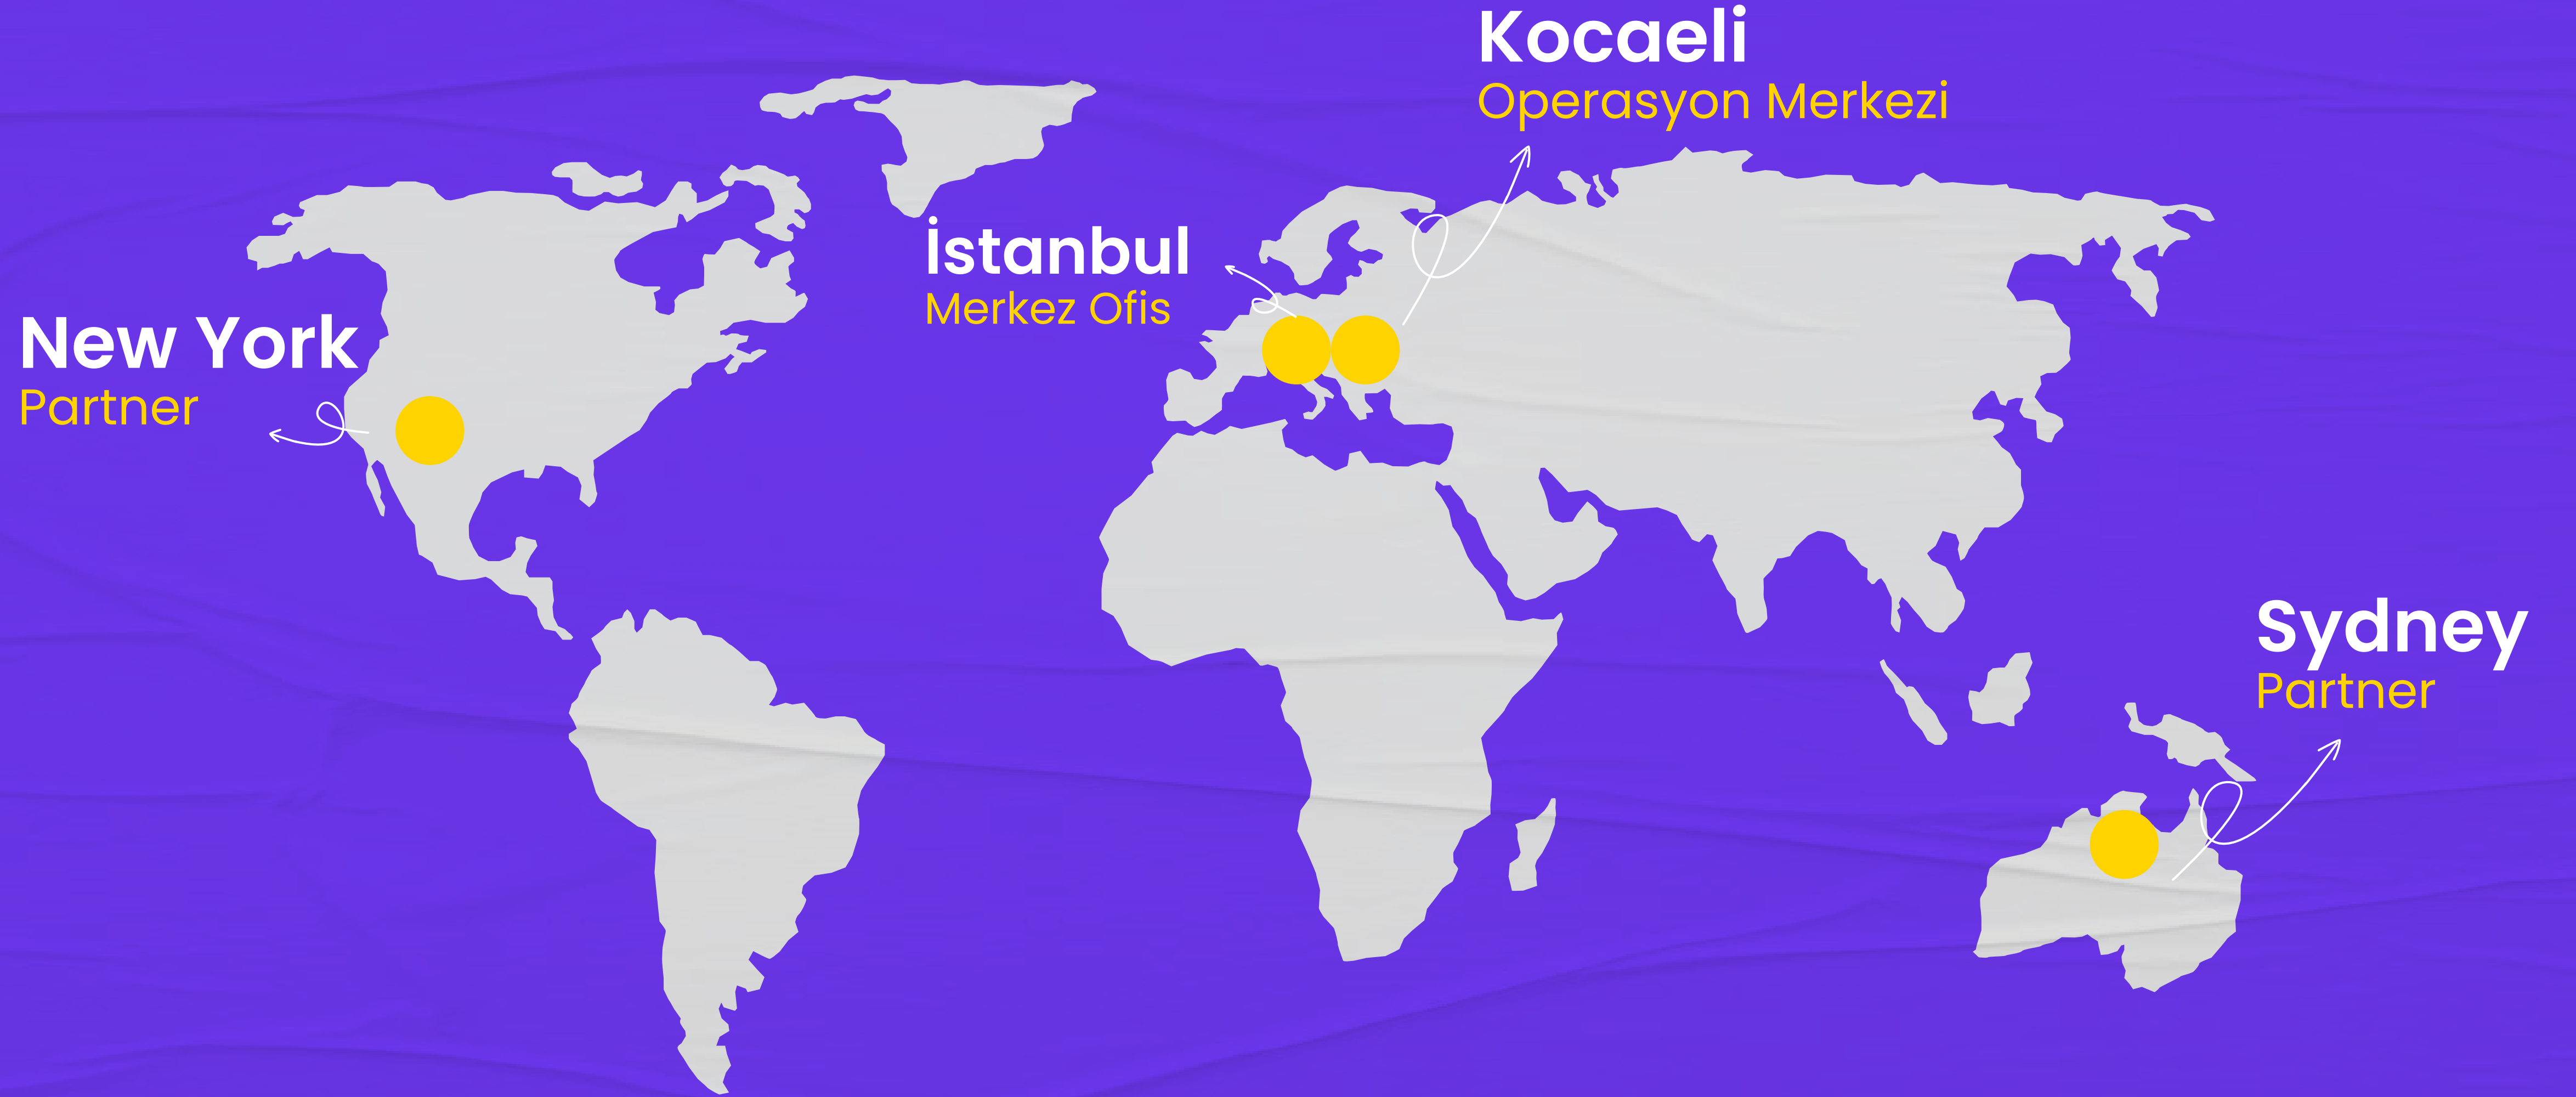 Kocaeli
Operasyon Merkezi
İstanbul
Merkez Ofis
New York
Partner
Sydney
Partner